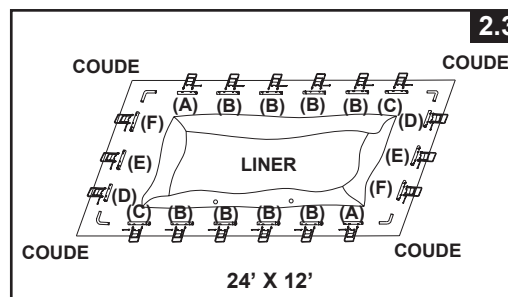 2.3
COUDE COUDE
(A) (B) (B) (B) (B) (C)
(F) (D)
(E) LINER (E)
(D) (F)
(C) (B) (B) (B) (B) (A)
COUDE COUDE
24' X 12'